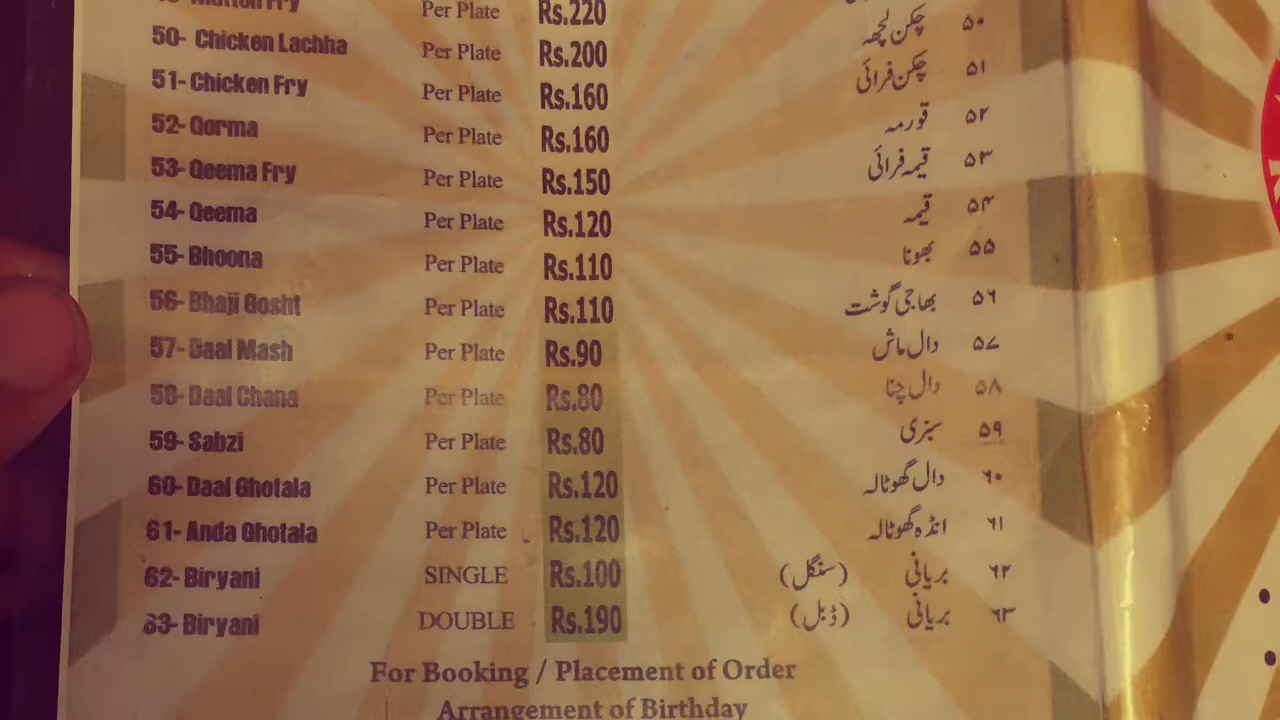 Mutton Fry Per Plate Rs.220
50- Chicken Lachha Per Plate Rs.200 چکن لچھہ ۵۰
51- Chicken Fry Per Plate Rs.160 چکن فرائی ۵۱
52- Qorma Per Plate Rs.160 قورمہ ۵۲
53- Qeema Fry Per Plate Rs.150 قیمہ فرائی ۵۳
54- Qeema Per Plate Rs.120 قیمہ ۵۴
55- Bhoona Per Plate Rs.110 بھونا ۵۵
56- Bhaji Gosht Per Plate Rs.110 بھاجی گوشت ۵۶
57- Daal Mash Per Plate Rs.90 دال ماش ۵۷
58- Daal Chana Per Plate Rs.80 دال چنا ۵۸
59- Sabzi Per Plate Rs.80 سبزی ۵۹
60- Daal Ghotala Per Plate Rs.120 دال گھوٹالہ ۶۰
61- Anda Ghotala Per Plate Rs.120 انڈہ گھوٹالہ ۶۱
62- Biryani SINGLE Rs.100 بریانی (سنگل) ۶۲
63- Biryani DOUBLE Rs.190 بریانی (ڈبل) ۶۳
For Booking / Placement of Order
Arrangement of Birthday